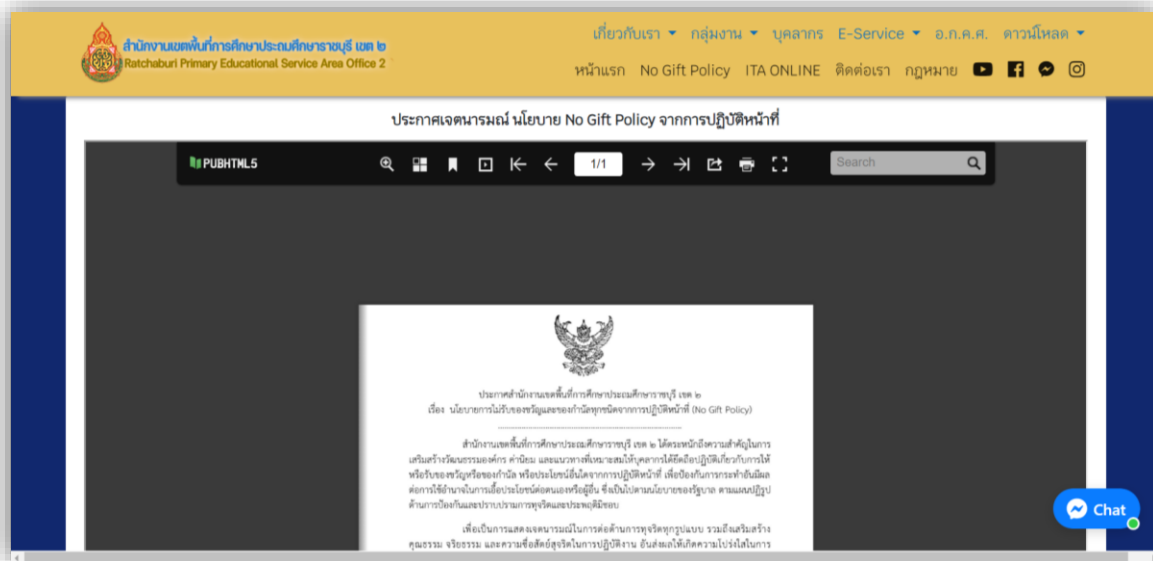 สำนักงานเขตพื้นที่การศึกษาประถมศึกษาราชบุรี เขต ๒
Ratchaburi Primary Educational Service Area Office 2
เกี่ยวกับเรา กลุ่มงาน บุคลากร E-Service อ.ก.ค.ศ. ดาวน์โหลด
หน้าแรก No Gift Policy ITA ONLINE ติดต่อเรา กฎหมาย
ประกาศเจตนารมณ์ นโยบาย No Gift Policy จากการปฏิบัติหน้าที่
PUBHTML5 1/1 Search
ประกาศสำนักงานเขตพื้นที่การศึกษาประถมศึกษาราชบุรี เขต ๒
เรื่อง นโยบายการไม่รับของขวัญและของกำนัลทุกชนิดจากการปฏิบัติหน้าที่ (No Gift Policy)
สำนักงานเขตพื้นที่การศึกษาประถมศึกษาราชบุรี เขต ๒ ได้ตระหนักถึงความสำคัญในการ
เสริมสร้างวัฒนธรรมองค์กร ค่านิยม และแนวทางที่เหมาะสมให้บุคลากรได้ยึดถือปฏิบัติเกี่ยวกับการให้
หรือรับของขวัญหรือของกำนัล หรือประโยชน์อื่นใดจากการปฏิบัติหน้าที่ เพื่อป้องกันการกระทำอันมีผล
ต่อการใช้อำนาจในการเอื้อประโยชน์ต่อตนเองหรือผู้อื่น ซึ่งเป็นไปตามนโยบายของรัฐบาล ตามแผนปฏิรูป
ด้านการป้องกันและปราบปรามการทุจริตและประพฤติมิชอบ
เพื่อเป็นการแสดงเจตนารมณ์ในการต่อต้านการทุจริตทุกรูปแบบ รวมถึงเสริมสร้าง
คุณธรรม จริยธรรม และความซื่อสัตย์สุจริตในการปฏิบัติงาน อันส่งผลให้เกิดความโปร่งใสในการ
Chat